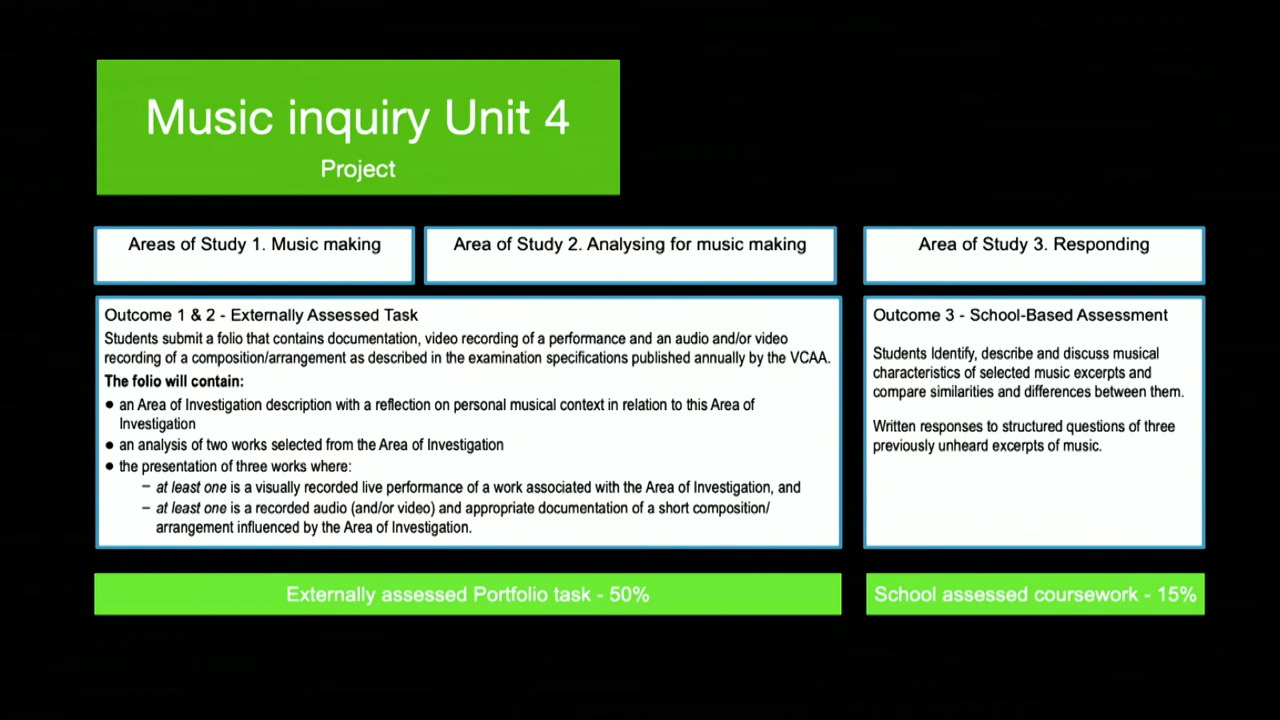 Music inquiry Unit 4
Project
Areas of Study 1. Music making
Area of Study 2. Analysing for music making
Area of Study 3. Responding
Outcome 1 & 2 - Externally Assessed Task
Students submit a folio that contains documentation, video recording of a performance and an audio and/or video
recording of a composition/arrangement as described in the examination specifications published annually by the VCAA.
The folio will contain:
● an Area of Investigation description with a reflection on personal musical context in relation to this Area of
Investigation
● an analysis of two works selected from the Area of Investigation
● the presentation of three works where:
– at least one is a visually recorded live performance of a work associated with the Area of Investigation, and
– at least one is a recorded audio (and/or video) and appropriate documentation of a short composition/
arrangement influenced by the Area of Investigation.
Outcome 3 - School-Based Assessment
Students Identify, describe and discuss musical
characteristics of selected music excerpts and
compare similarities and differences between them.
Written responses to structured questions of three
previously unheard excerpts of music.
Externally assessed Portfolio task - 50%
School assessed coursework - 15%